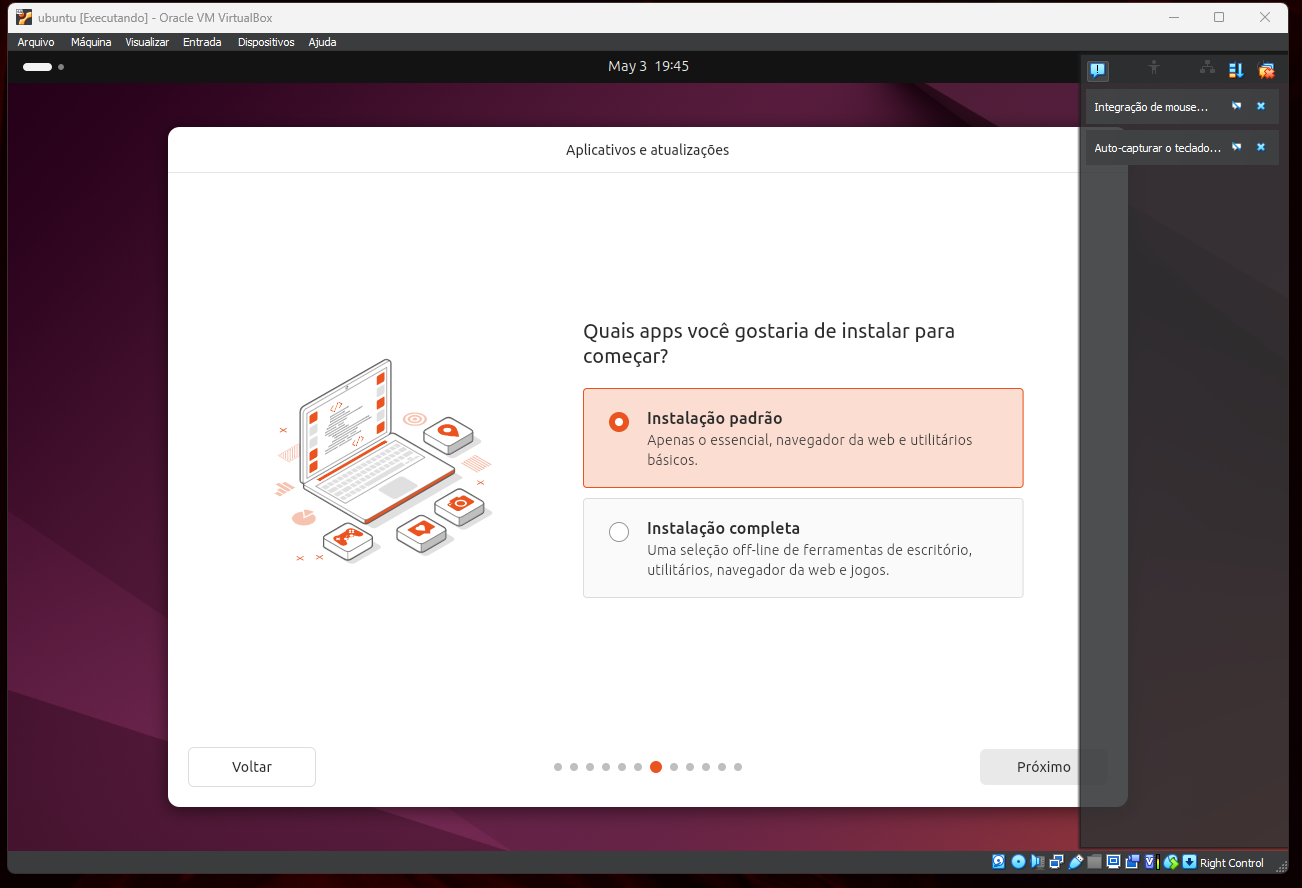 ubuntu [Executando] - Oracle VM VirtualBox
Arquivo Máquina Visualizar Entrada Dispositivos Ajuda
May 3 19:45
Integração de mouse...
Auto-capturar o teclado...
Aplicativos e atualizações
Quais apps você gostaria de instalar para
começar?
Instalação padrão
Apenas o essencial, navegador da web e utilitários
básicos.
Instalação completa
Uma seleção off-line de ferramentas de escritório,
utilitários, navegador da web e jogos.
Voltar
Próximo
Right Control